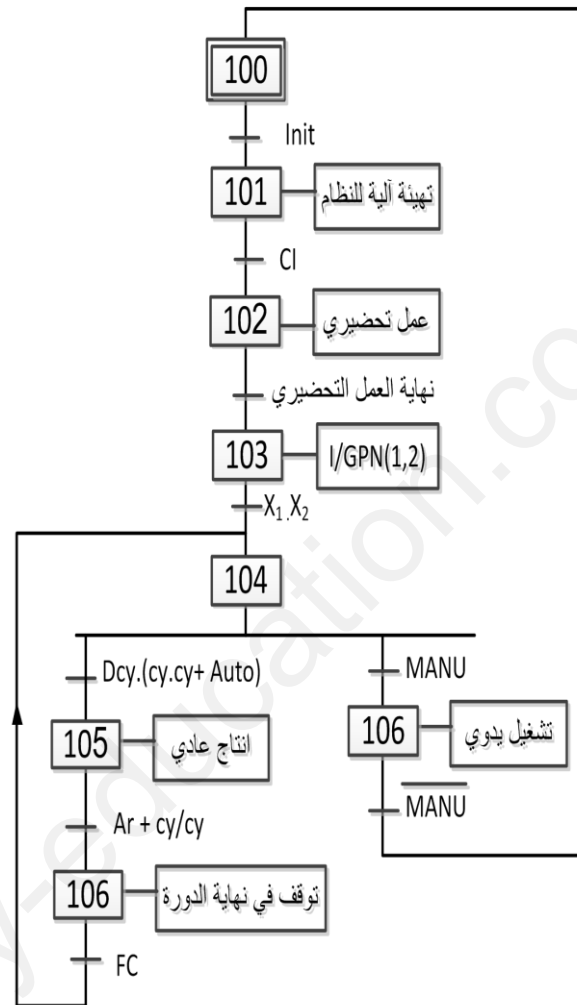 100
Init
101 تهيئة آلية للنظام
CI
102 عمل تحضيري
نهاية العمل التحضيري
103 I/GPN(1,2)
X₁.X₂
104
Dcy.(cy.cy+ Auto)
MANU
105 انتاج عادي
106 تشغيل يدوي
Ar + cy/cy
M̅A̅N̅U̅
106 توقف في نهاية الدورة
FC
y-education.co